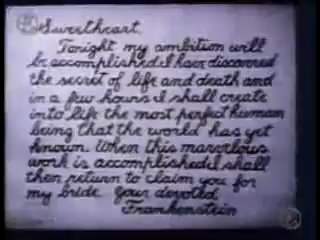 Sweetheart,
Tonight my ambition will
be accomplished. I have discovered
the secret of life and death and
in a few hours I shall create
into life the most perfect human
being that the world has yet
known. When this marvelous
work is accomplished I shall
then return to claim you for
my bride. Your devoted
Frankenstein